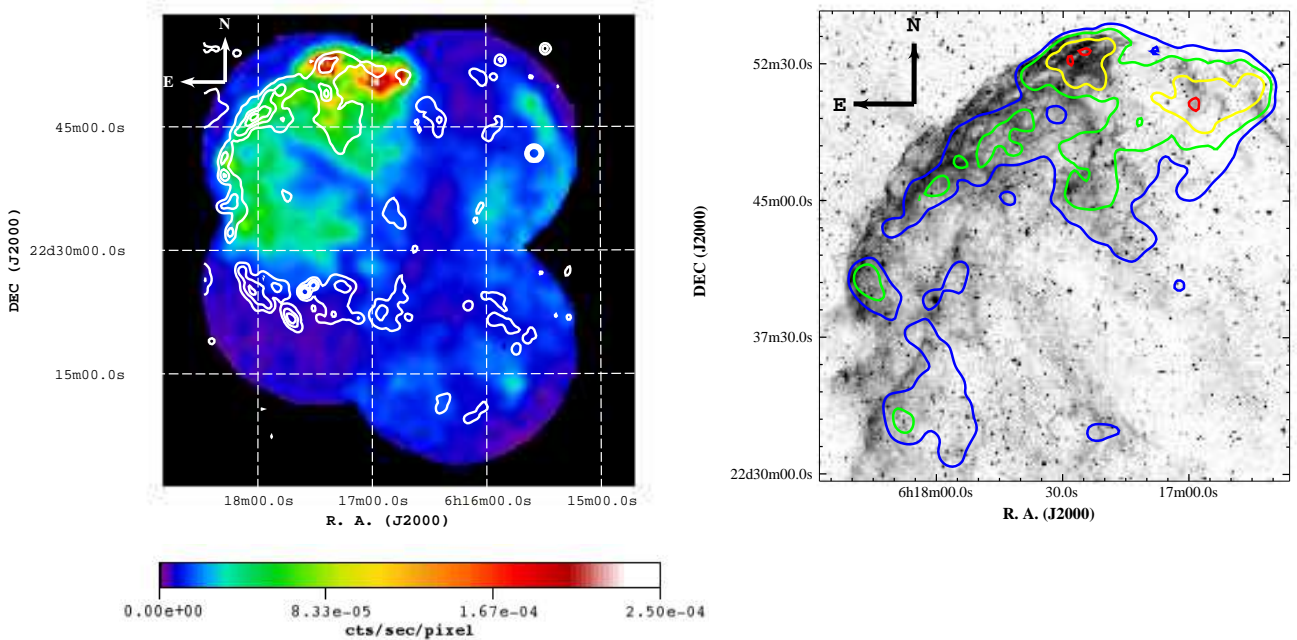 N
E
45m00.0s
22d30m00.0s
15m00.0s
DEC (J2000)
18m00.0s 17m00.0s 6h16m00.0s 15m00.0s
R. A. (J2000)
0.00e+00 8.33e-05 1.67e-04 2.50e-04
cts/sec/pixel
N
E
52m30.0s
45m00.0s
37m30.0s
22d30m00.0s
DEC (J2000)
6h18m00.0s 30.0s 17m00.0s
R. A. (J2000)